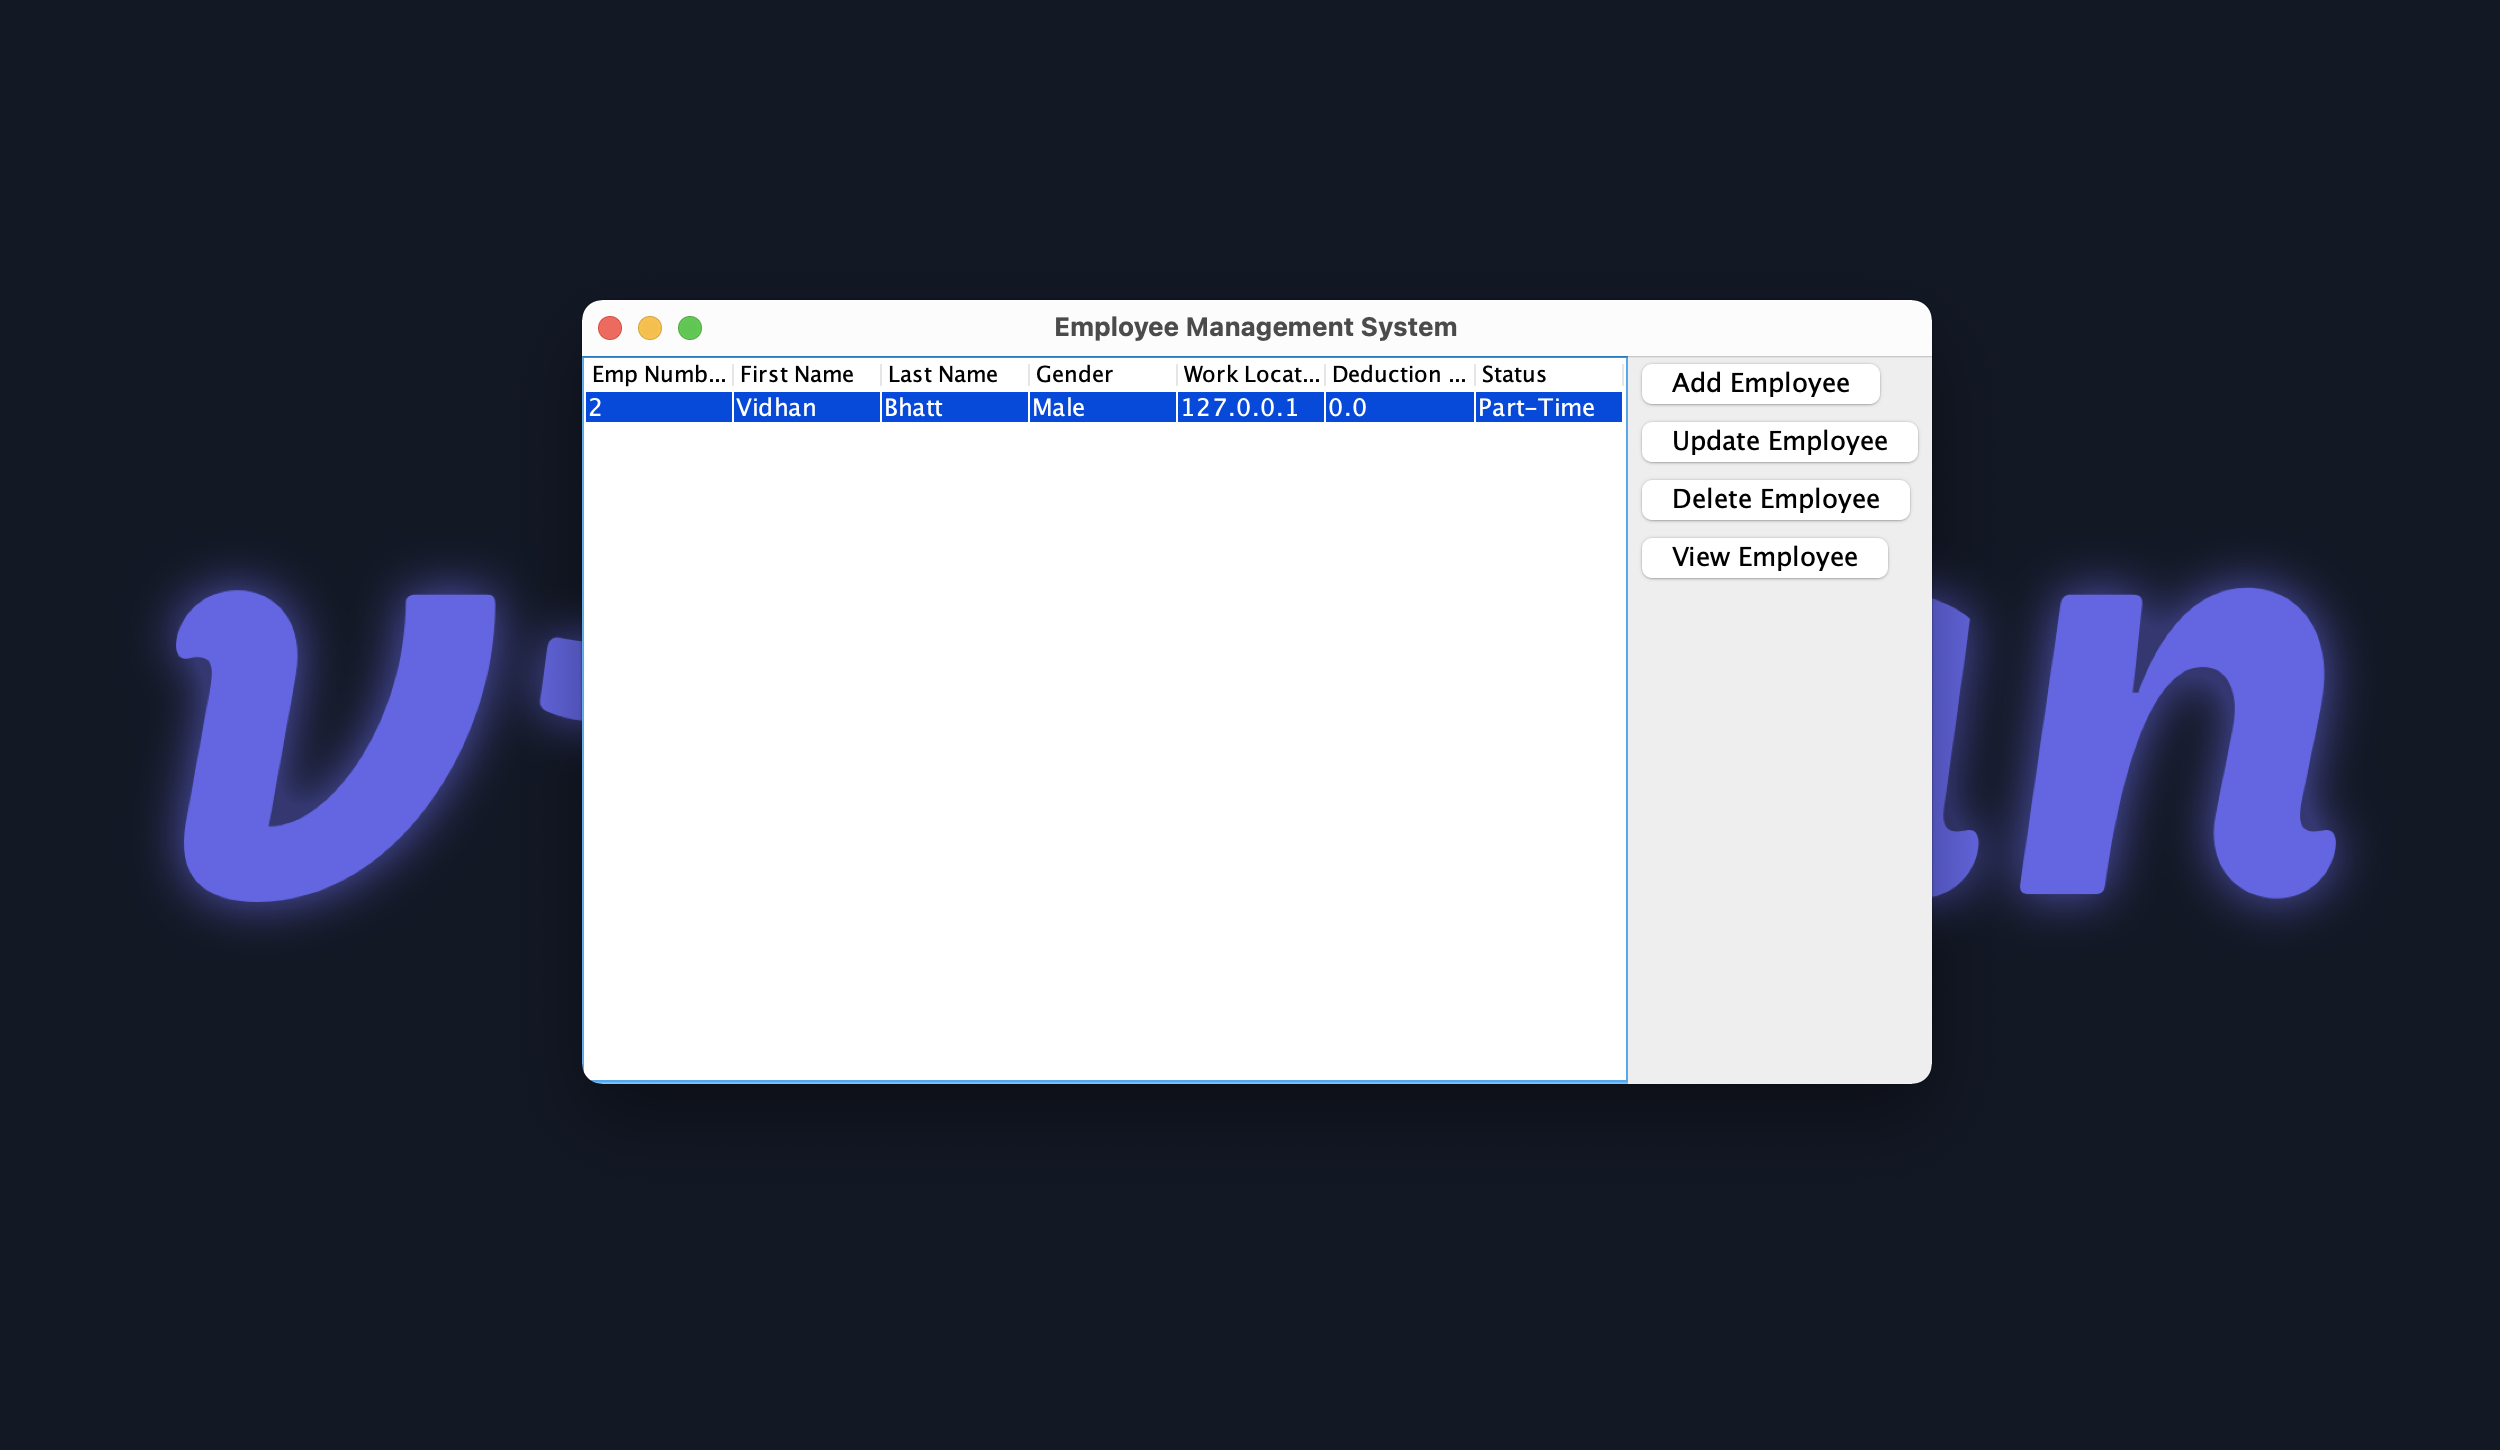 Employee Management System
Emp Numb... First Name Last Name Gender Work Locat... Deduction ... Status
2 Vidhan Bhatt Male 127.0.0.1 0.0 Part-Time
Add Employee
Update Employee
Delete Employee
View Employee